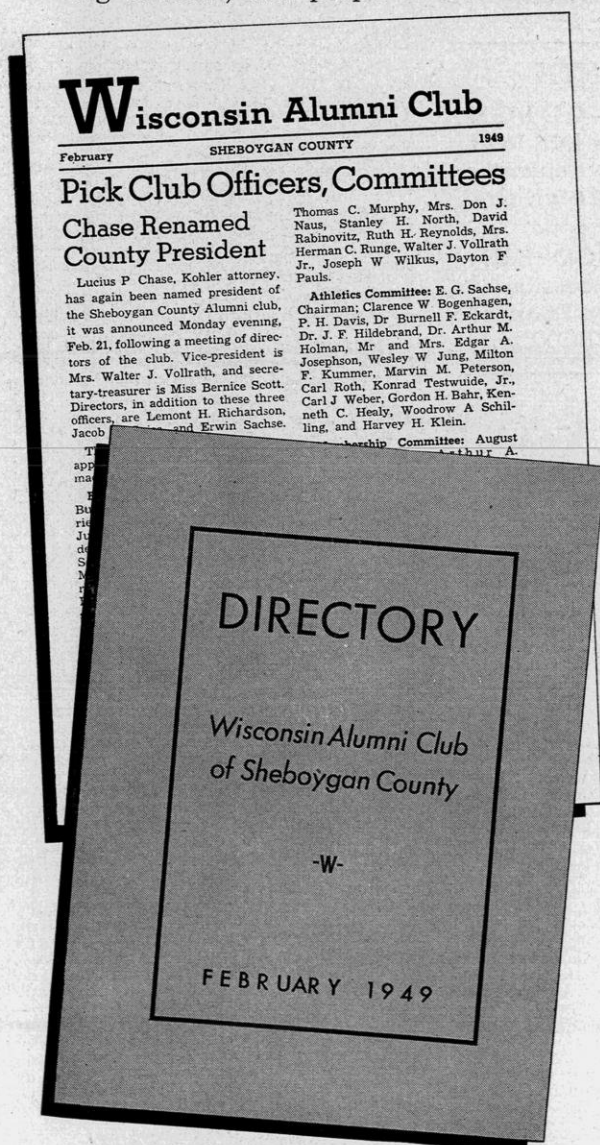 Wisconsin Alumni Club
February SHEBOYGAN COUNTY 1949
Pick Club Officers, Committees
Chase Renamed
County President
Lucius P Chase, Kohler attorney,
has again been named president of
the Sheboygan County Alumni club,
it was announced Monday evening,
Feb. 21, following a meeting of direc-
tors of the club. Vice-president is
Mrs. Walter J. Vollrath, and secre-
tary-treasurer is Miss Bernice Scott.
Directors, in addition to these three
officers, are Lemont H. Richardson,
Jacob and Erwin Sachse.
Thomas C. Murphy, Mrs. Don J.
Naus, Stanley H. North, David
Rabinovitz, Ruth H. Reynolds, Mrs.
Herman C. Runge, Walter J. Vollrath
Jr., Joseph W Wilkus, Dayton F
Pauls.
Athletics Committee: E. G. Sachse,
Chairman; Clarence W Bogenhagen,
P. H. Davis, Dr Burnell F. Eckardt,
Dr. J. F. Hildebrand, Dr. Arthur M.
Holman, Mr and Mrs. Edgar A.
Josephson, Wesley W Jung, Milton
F. Kummer, Marvin M. Peterson,
Carl Roth, Konrad Testwuide, Jr.,
Carl J Weber, Gordon H. Bahr, Ken-
neth C. Healy, Woodrow A Schil-
ling, and Harvey H. Klein.
Committee: August
Arthur A.
DIRECTORY
Wisconsin Alumni Club
of Sheboygan County
-W-
FEBRUARY 1949